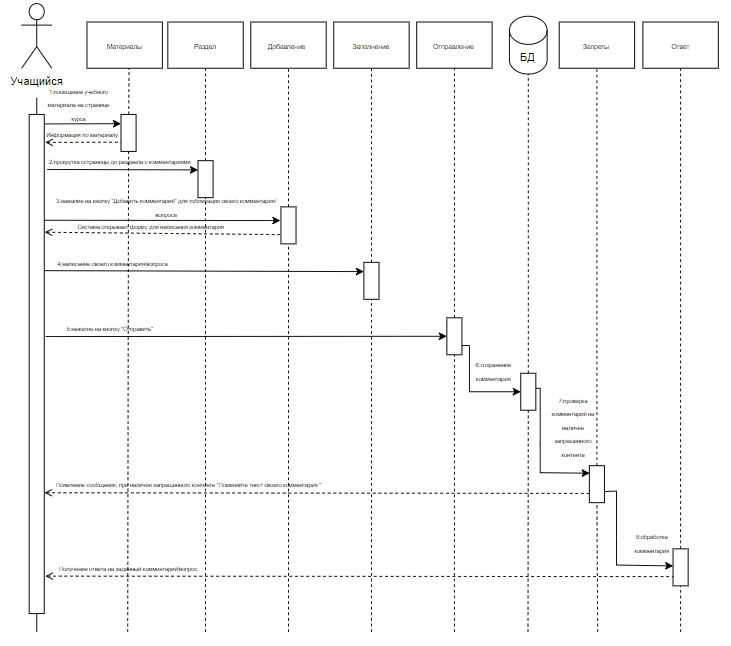 Материалы
Раздел
Добавление
Заполнение
Отправление
БД
Запреты
Ответ
Учащийся
1:посещение учебного
материала на странице
курса
Информация по материалу
2.прокрутка остраницы до раздела с комментариями
3.нажатие на кнопку "Добавить комментарий" для публикации своего комментария/
вопроса
Система открывает форму для написания комментария
4:написание своего комментария/вопроса
5:нажатие на кнопку "Отправить"
6:сохранение
комментария
7:проверка
комментарий на
наличие
запрещенного
контента
Появление сообщения, при наличии запрещенного контенте "Поменяйте текст своего комментария "
8:обработка
комментария
Получение ответа на заданный комментарий/вопрос